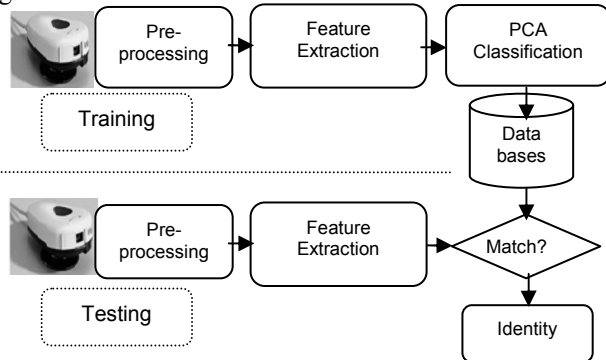 Pre-
processing
Feature
Extraction
PCA
Classification
Training
Data
bases
Pre-
processing
Feature
Extraction
Match?
Testing
Identity